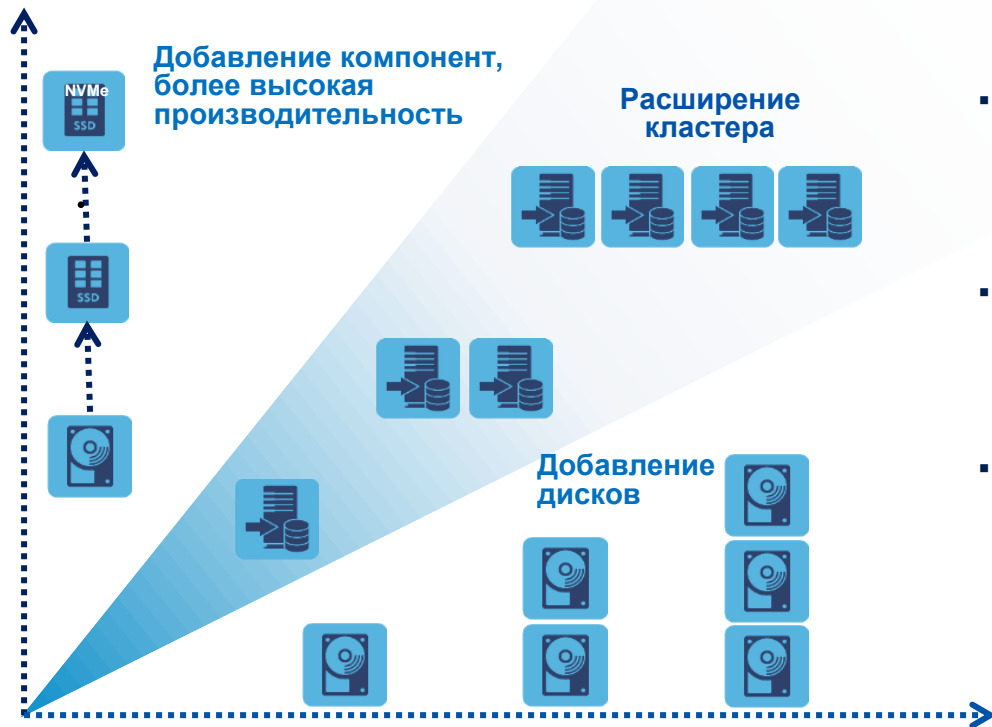 Добавление компонент,
более высокая
производительность
NVMe
SSD
Расширение
кластера
SSD
Добавление
дисков